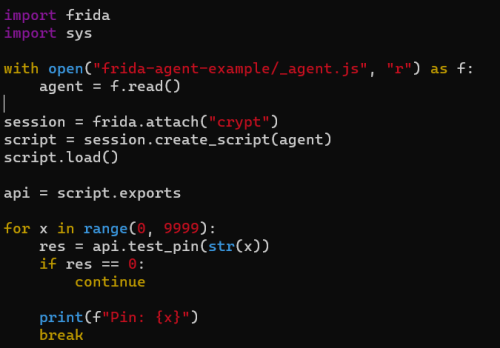 import frida
import sys
with open("frida-agent-example/_agent.js", "r") as f:
    agent = f.read()
session = frida.attach("crypt")
script = session.create_script(agent)
script.load()
api = script.exports
for x in range(0, 9999):
    res = api.test_pin(str(x))
    if res == 0:
        continue
    print(f"Pin: {x}")
    break